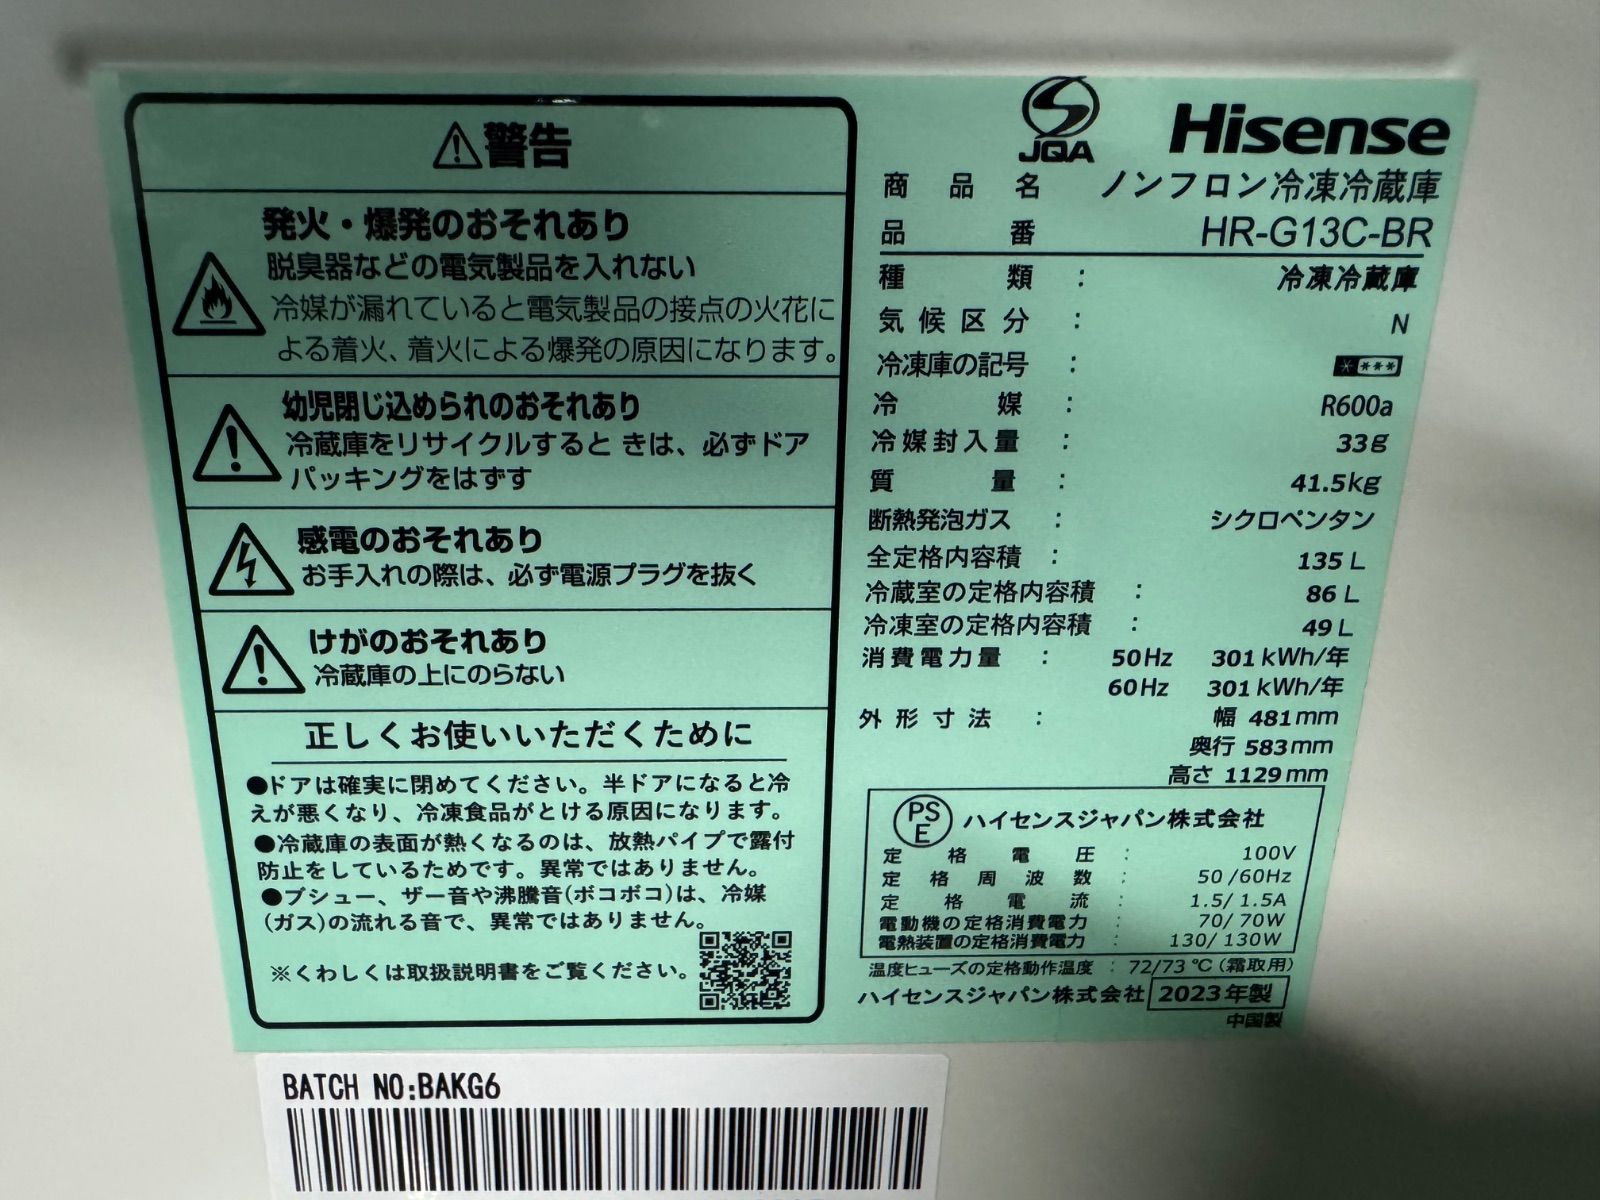 ⚠警告
発火・爆発のおそれあり
脱臭器などの電気製品を入れない
冷媒が漏れていると電気製品の接点の火花に
よる着火、着火による爆発の原因になります。
幼児閉じ込められのおそれあり
冷蔵庫をリサイクルするときは、必ずドア
パッキングをはずす
感電のおそれあり
お手入れの際は、必ず電源プラグを抜く
けがのおそれあり
冷蔵庫の上にのらない
正しくお使いいただくために
●ドアは確実に閉めてください。半ドアになると冷
えが悪くなり、冷凍食品がとける原因になります。
●冷蔵庫の表面が熱くなるのは、放熱パイプで露付
防止をしているためです。異常ではありません。
●ブシュー、ザー音や沸騰音(ボコボコ)は、冷媒
(ガス)の流れる音で、異常ではありません。
※くわしくは取扱説明書をご覧ください。
JQA
Hisense
商品名 ノンフロン冷凍冷蔵庫
品番 HR-G13C-BR
種類 : 冷凍冷蔵庫
気候区分 : N
冷凍庫の記号 : ****
冷媒 : R600a
冷媒封入量 : 33g
質量 : 41.5kg
断熱発泡ガス : シクロペンタン
全定格内容積 : 135 L
冷蔵室の定格内容積 : 86 L
冷凍室の定格内容積 : 49 L
消費電力量 : 50Hz 301 kWh/年
60Hz 301 kWh/年
外形寸法 : 幅 481mm
奥行 583mm
高さ 1129mm
PSE ハイセンスジャパン株式会社
定格電圧 : 100V
定格周波数 : 50/60Hz
定格電流 : 1.5/1.5A
電動機の定格消費電力 : 70/70W
電熱装置の定格消費電力 : 130/130W
温度ヒューズの定格動作温度 : 72/73℃(霜取用)
ハイセンスジャパン株式会社 2023年製
中国製
BATCH NO:BAKG6